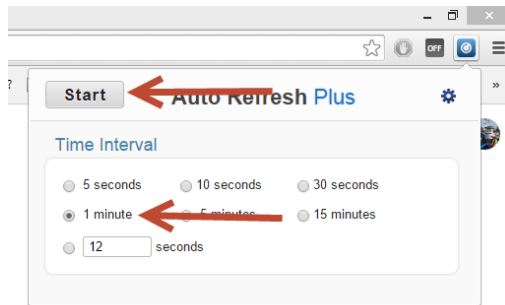 OFF
?
»
Start Auto Refresh Plus
Time Interval
5 seconds 10 seconds 30 seconds
1 minute 5 minutes 15 minutes
12 seconds